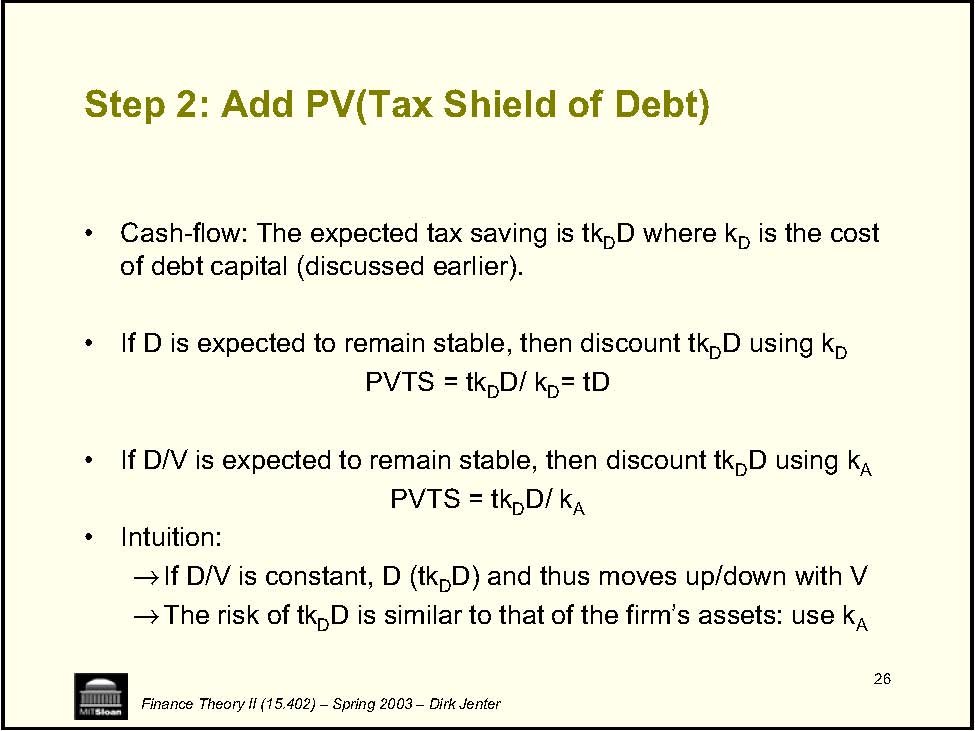 Step 2: Add PV(Tax Shield of Debt)
• Cash-flow: The expected tax saving is tk_DD where k_D is the cost
of debt capital (discussed earlier).
• If D is expected to remain stable, then discount tk_DD using k_D
PVTS = tk_DD/ k_D= tD
• If D/V is expected to remain stable, then discount tk_DD using k_A
PVTS = tk_DD/ k_A
• Intuition:
→If D/V is constant, D (tk_DD) and thus moves up/down with V
→The risk of tk_DD is similar to that of the firm’s assets: use k_A
26
MITSloan
Finance Theory II (15.402) – Spring 2003 – Dirk Jenter